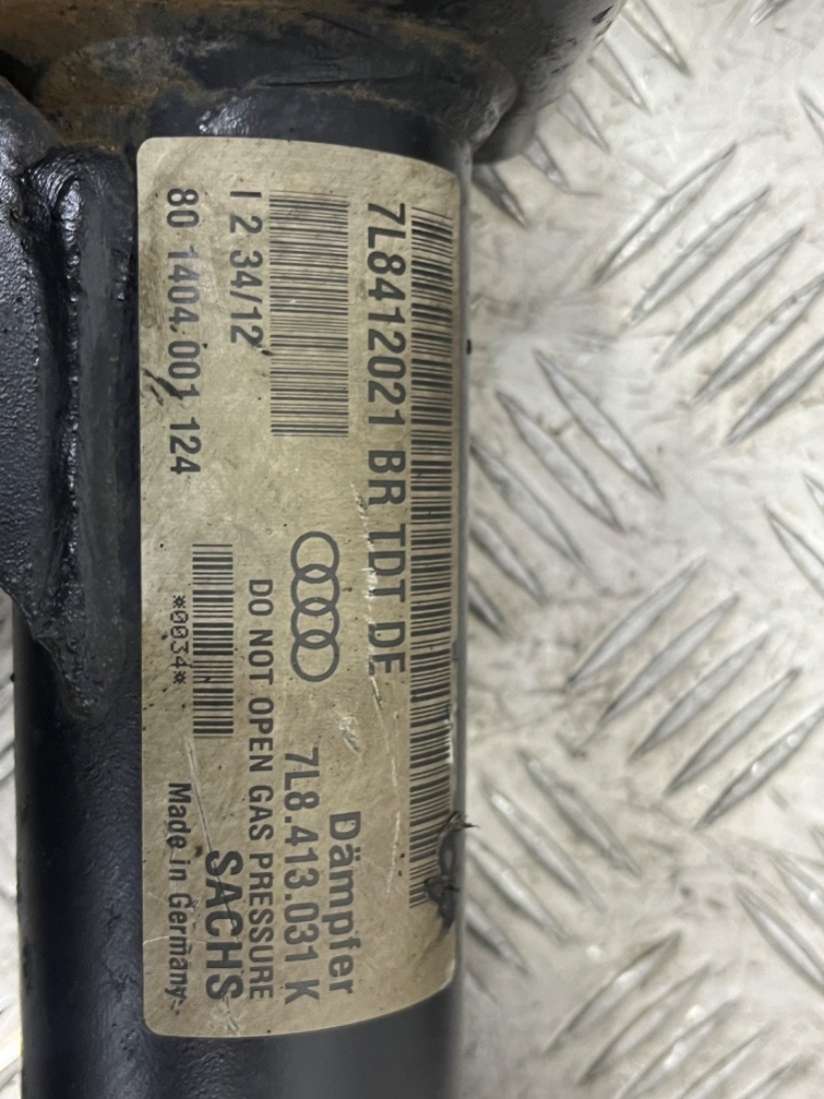 7L8412021 BR TDT DE
Dämpfer
7L8.413.031 K
I 2 34/12
DO NOT OPEN GAS PRESSURE
SACHS
80 1404 001 124
*0034*
Made in Germany